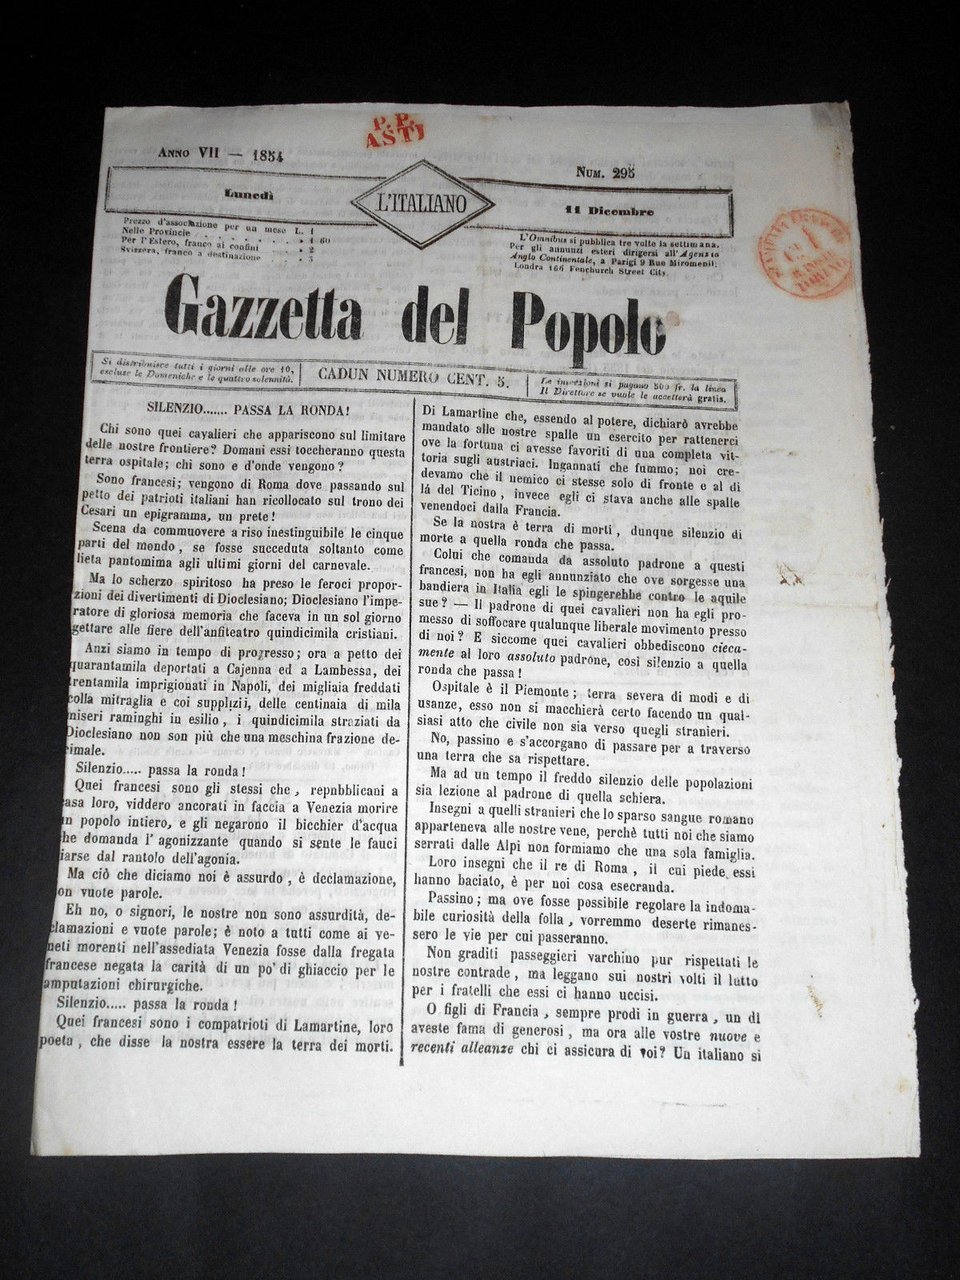 P. P.
ASTI
ANNO VII — 1854
NUM. 295
Lunedì
L'ITALIANO
11 Dicembre
Prezzo d'associazione per un mese L. 1
Nelle Provincie . . . . . . . . 1 60
Per l'Estero, franco ai confini . . . 2
Svizzera, franco a destinazione . . . 3
L'Omnibus si pubblica tre volte la settimana.
Per gli annunzi esteri dirigersi all'Agenzia
Anglo Continentale, a Parigi 9 Rue Miromenil;
Londra 166 Fenchurch Street City.
TORINO
Gazzetta del Popolo
Si distribuisce tutti i giorni alle ore 10,
escluse le Domeniche e le quattro solennità.
CADUN NUMERO CENT. 5.
Le inserzioni si pagano 500 fr. la linea
Il Direttore se vuole le accetterà gratis.
SILENZIO....... PASSA LA RONDA!
Chi sono quei cavalieri che appariscono sul limitare
delle nostre frontiere? Domani essi toccheranno questa
terra ospitale; chi sono e d'onde vengono?
Sono francesi; vengono di Roma dove passando sul
petto dei patrioti italiani han ricollocato sul trono dei
Cesari un epigramma, un prete!
Scena da commuovere a riso inestinguibile le cinque
parti del mondo, se fosse succeduta soltanto come
lieta pantomima agli ultimi giorni del carnevale.
Ma lo scherzo spiritoso ha preso le feroci propor-
zioni dei divertimenti di Dioclesiano; Dioclesiano l'impe-
ratore di gloriosa memoria che faceva in un sol giorno
gettare alle fiere dell'anfiteatro quindicimila cristiani.
Anzi siamo in tempo di progresso; ora a petto dei
quarantamila deportati a Cajenna ed a Lambessa, dei
trentamila imprigionati in Napoli, dei migliaia freddati
colla mitraglia e coi supplizii, delle centinaia di mila
miseri raminghi in esilio, i quindicimila straziati da
Dioclesiano non son più che una meschina frazione de-
cimale.
Silenzio..... passa la ronda!
Quei francesi sono gli stessi che, repnbblicani a
casa loro, viddero ancorati in faccia a Venezia morire
un popolo intiero, e gli negarono il bicchier d'acqua
che domanda l'agonizzante quando si sente le fauci
iarse dal rantolo dell'agonia.
Ma ciò che diciamo noi è assurdo, è declamazione,
on vuote parole.
Eh no, o signori, le nostre non sono assurdità, de-
clamazioni e vuote parole; è noto a tutti come ai ve-
neti morenti nell'assediata Venezia fosse dalla fregata
francese negata la carità di un po' di ghiaccio per le
amputazioni chirurgiche.
Silenzio..... passa la ronda!
Quei francesi sono i compatrioti di Lamartine, loro
poeta, che disse la nostra essere la terra dei morti.
Di Lamartine che, essendo al potere, dichiarò avrebbe
mandato alle nostre spalle un esercito per rattenerci
ove la fortuna ci avesse favoriti di una completa vit-
toria sugli austriaci. Ingannati che fummo; noi cre-
devamo che il nemico ci stesse solo di fronte e al di
là del Ticino, invece egli ci stava anche alle spalle
venendoci dalla Francia.
Se la nostra è terra di morti, dunque silenzio di
morte a quella ronda che passa.
Colui che comanda da assoluto padrone a questi
francesi, non ha egli annunziato che ove sorgesse una
bandiera in Italia egli le spingerebbe contro le aquile
sue? — Il padrone di quei cavalieri non ha egli pro-
messo di soffocare qualunque liberale movimento presso
di noi? E siccome quei cavalieri obbediscono cieca-
mente al loro assoluto padrone, così silenzio a quella
ronda che passa!
Ospitale è il Piemonte; terra severa di modi e di
usanze, esso non si macchierà certo facendo un qual-
siasi atto che civile non sia verso quegli stranieri.
No, passino e s'accorgano di passare per a traverso
una terra che sa rispettare.
Ma ad un tempo il freddo silenzio delle popolazioni
sia lezione al padrone di quella schiera.
Insegni a quelli stranieri che lo sparso sangue romano
apparteneva alle nostre vene, perchè tutti noi che siamo
serrati dalle Alpi non formiamo che una sola famiglia.
Loro insegni che il re di Roma, il cui piede essi
hanno baciato, è per noi cosa esecranda.
Passino; ma ove fosse possibile regolare la indoma-
bile curiosità della folla, vorremmo deserte rimanes-
sero le vie per cui passeranno.
Non graditi passeggieri varchino pur rispettati le
nostre contrade, ma leggano sui nostri volti il lutto
per i fratelli che essi ci hanno uccisi.
O figli di Francia, sempre prodi in guerra, un dì
aveste fama di generosi, ma ora alle vostre nuove e
recenti alleanze chi ci assicura di voi? Un italiano si